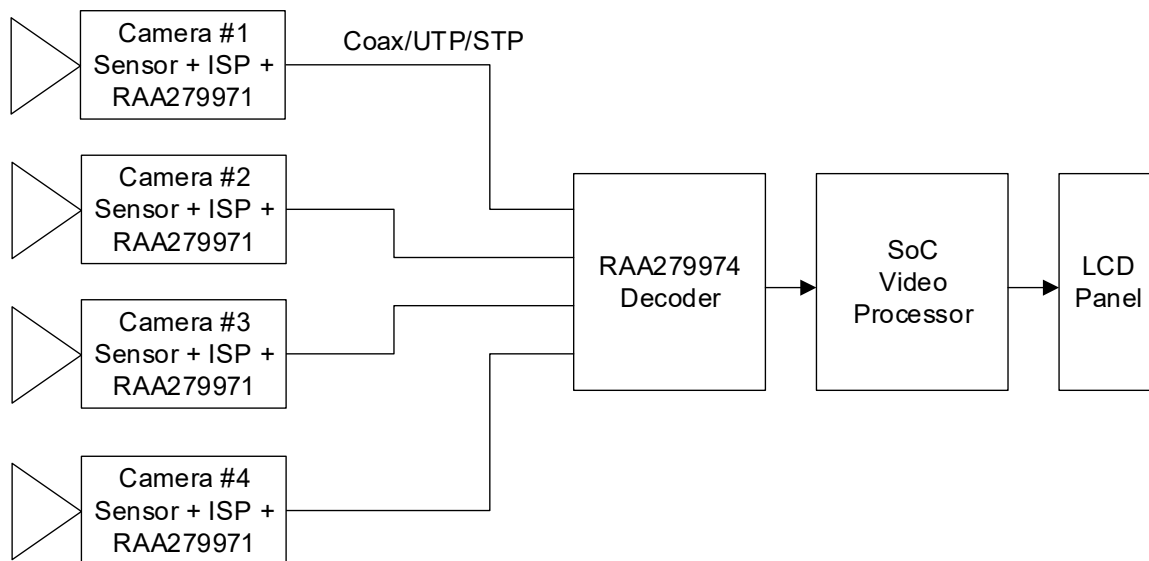 Camera #1
Sensor + ISP +
RAA279971
Coax/UTP/STP
Camera #2
Sensor + ISP +
RAA279971
Camera #3
Sensor + ISP +
RAA279971
Camera #4
Sensor + ISP +
RAA279971
RAA279974
Decoder
SoC
Video
Processor
LCD
Panel